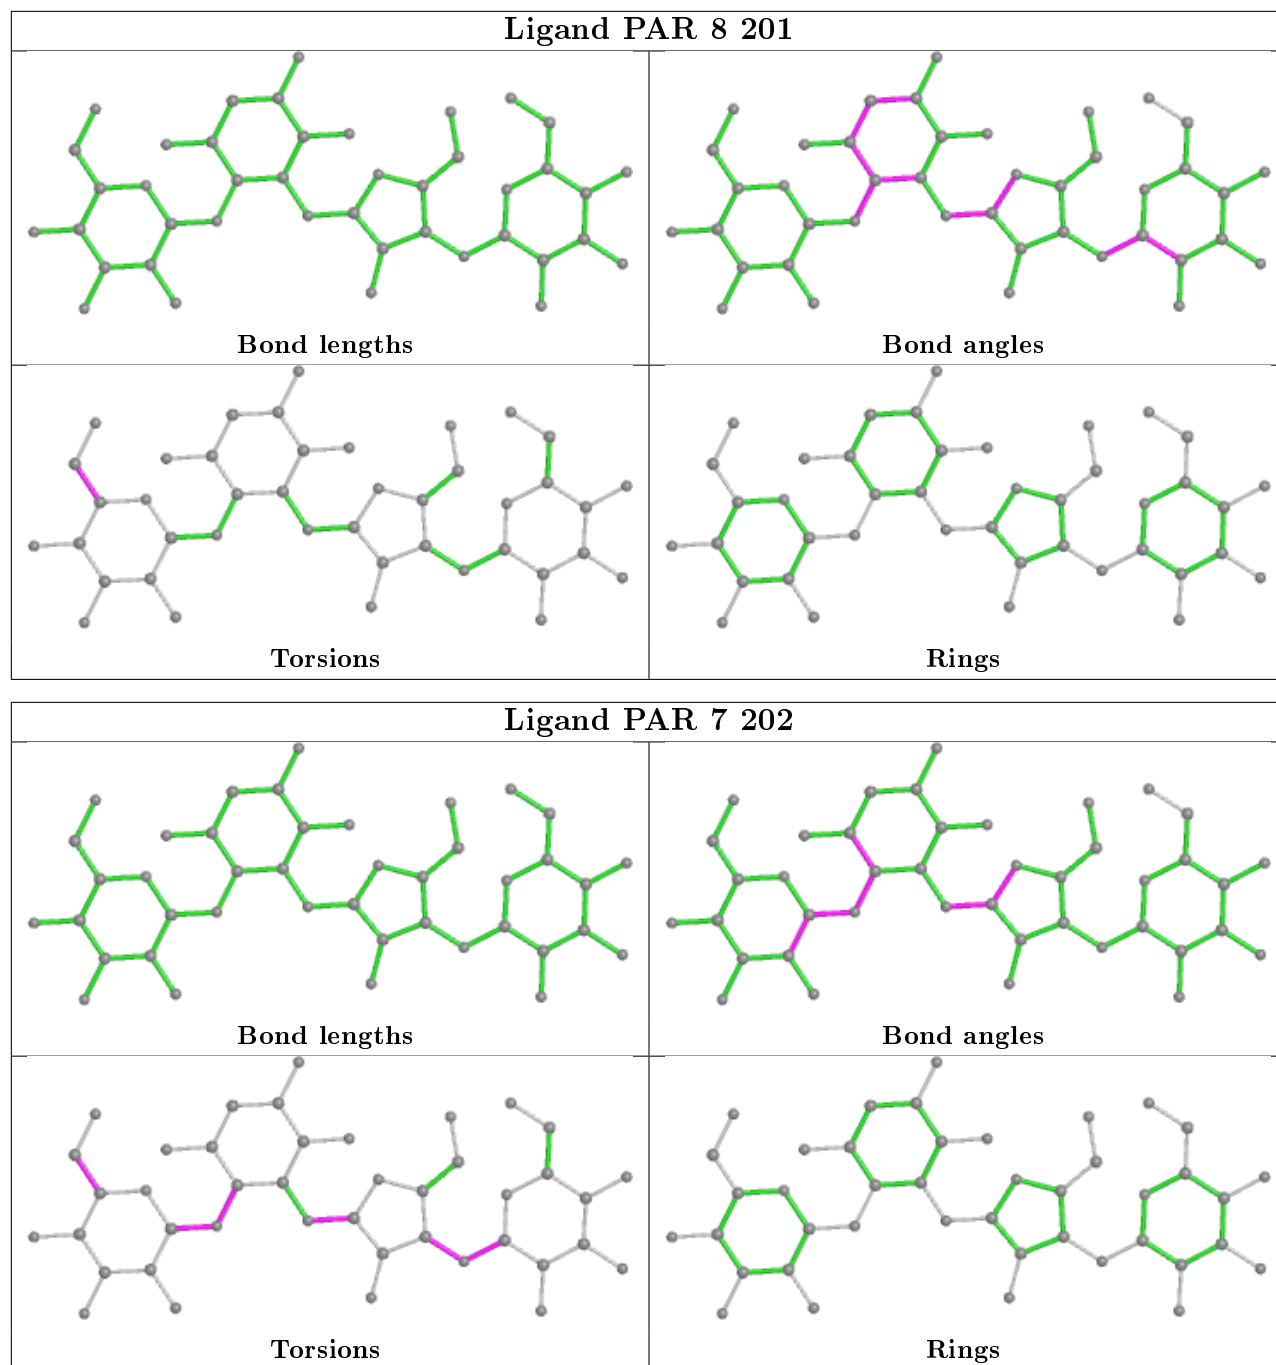 Ligand PAR 8 201
Bond lengths
Bond angles
Torsions
Rings
Ligand PAR 7 202
Bond lengths
Bond angles
Torsions
Rings